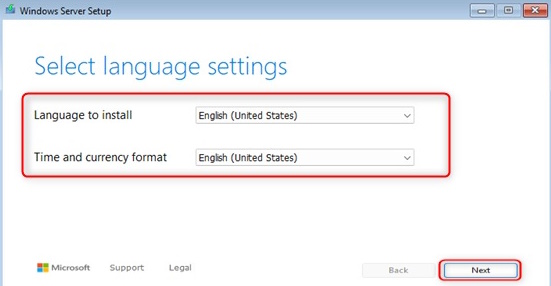 Windows Server Setup
Select language settings
Language to install English (United States)
Time and currency format English (United States)
Microsoft Support Legal Back Next